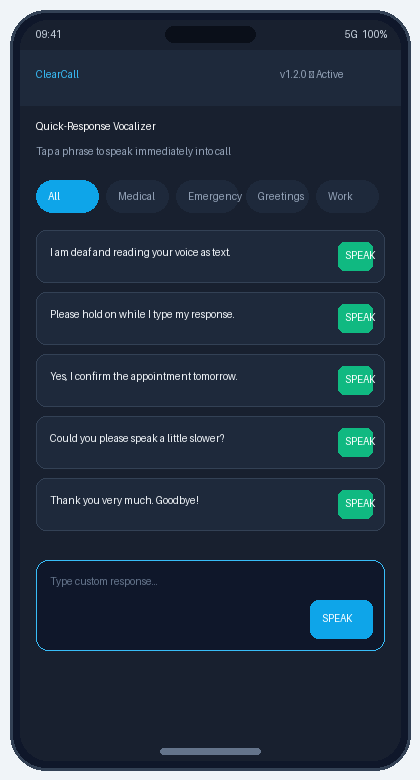 09:41 5G 100%
ClearCall v1.2.0 Active
Quick-Response Vocalizer
Tap a phrase to speak immediately into call
All Medical Emergency Greetings Work
I am deaf and reading your voice as text. SPEAK
Please hold on while I type my response. SPEAK
Yes, I confirm the appointment tomorrow. SPEAK
Could you please speak a little slower? SPEAK
Thank you very much. Goodbye! SPEAK
Type custom response...
SPEAK